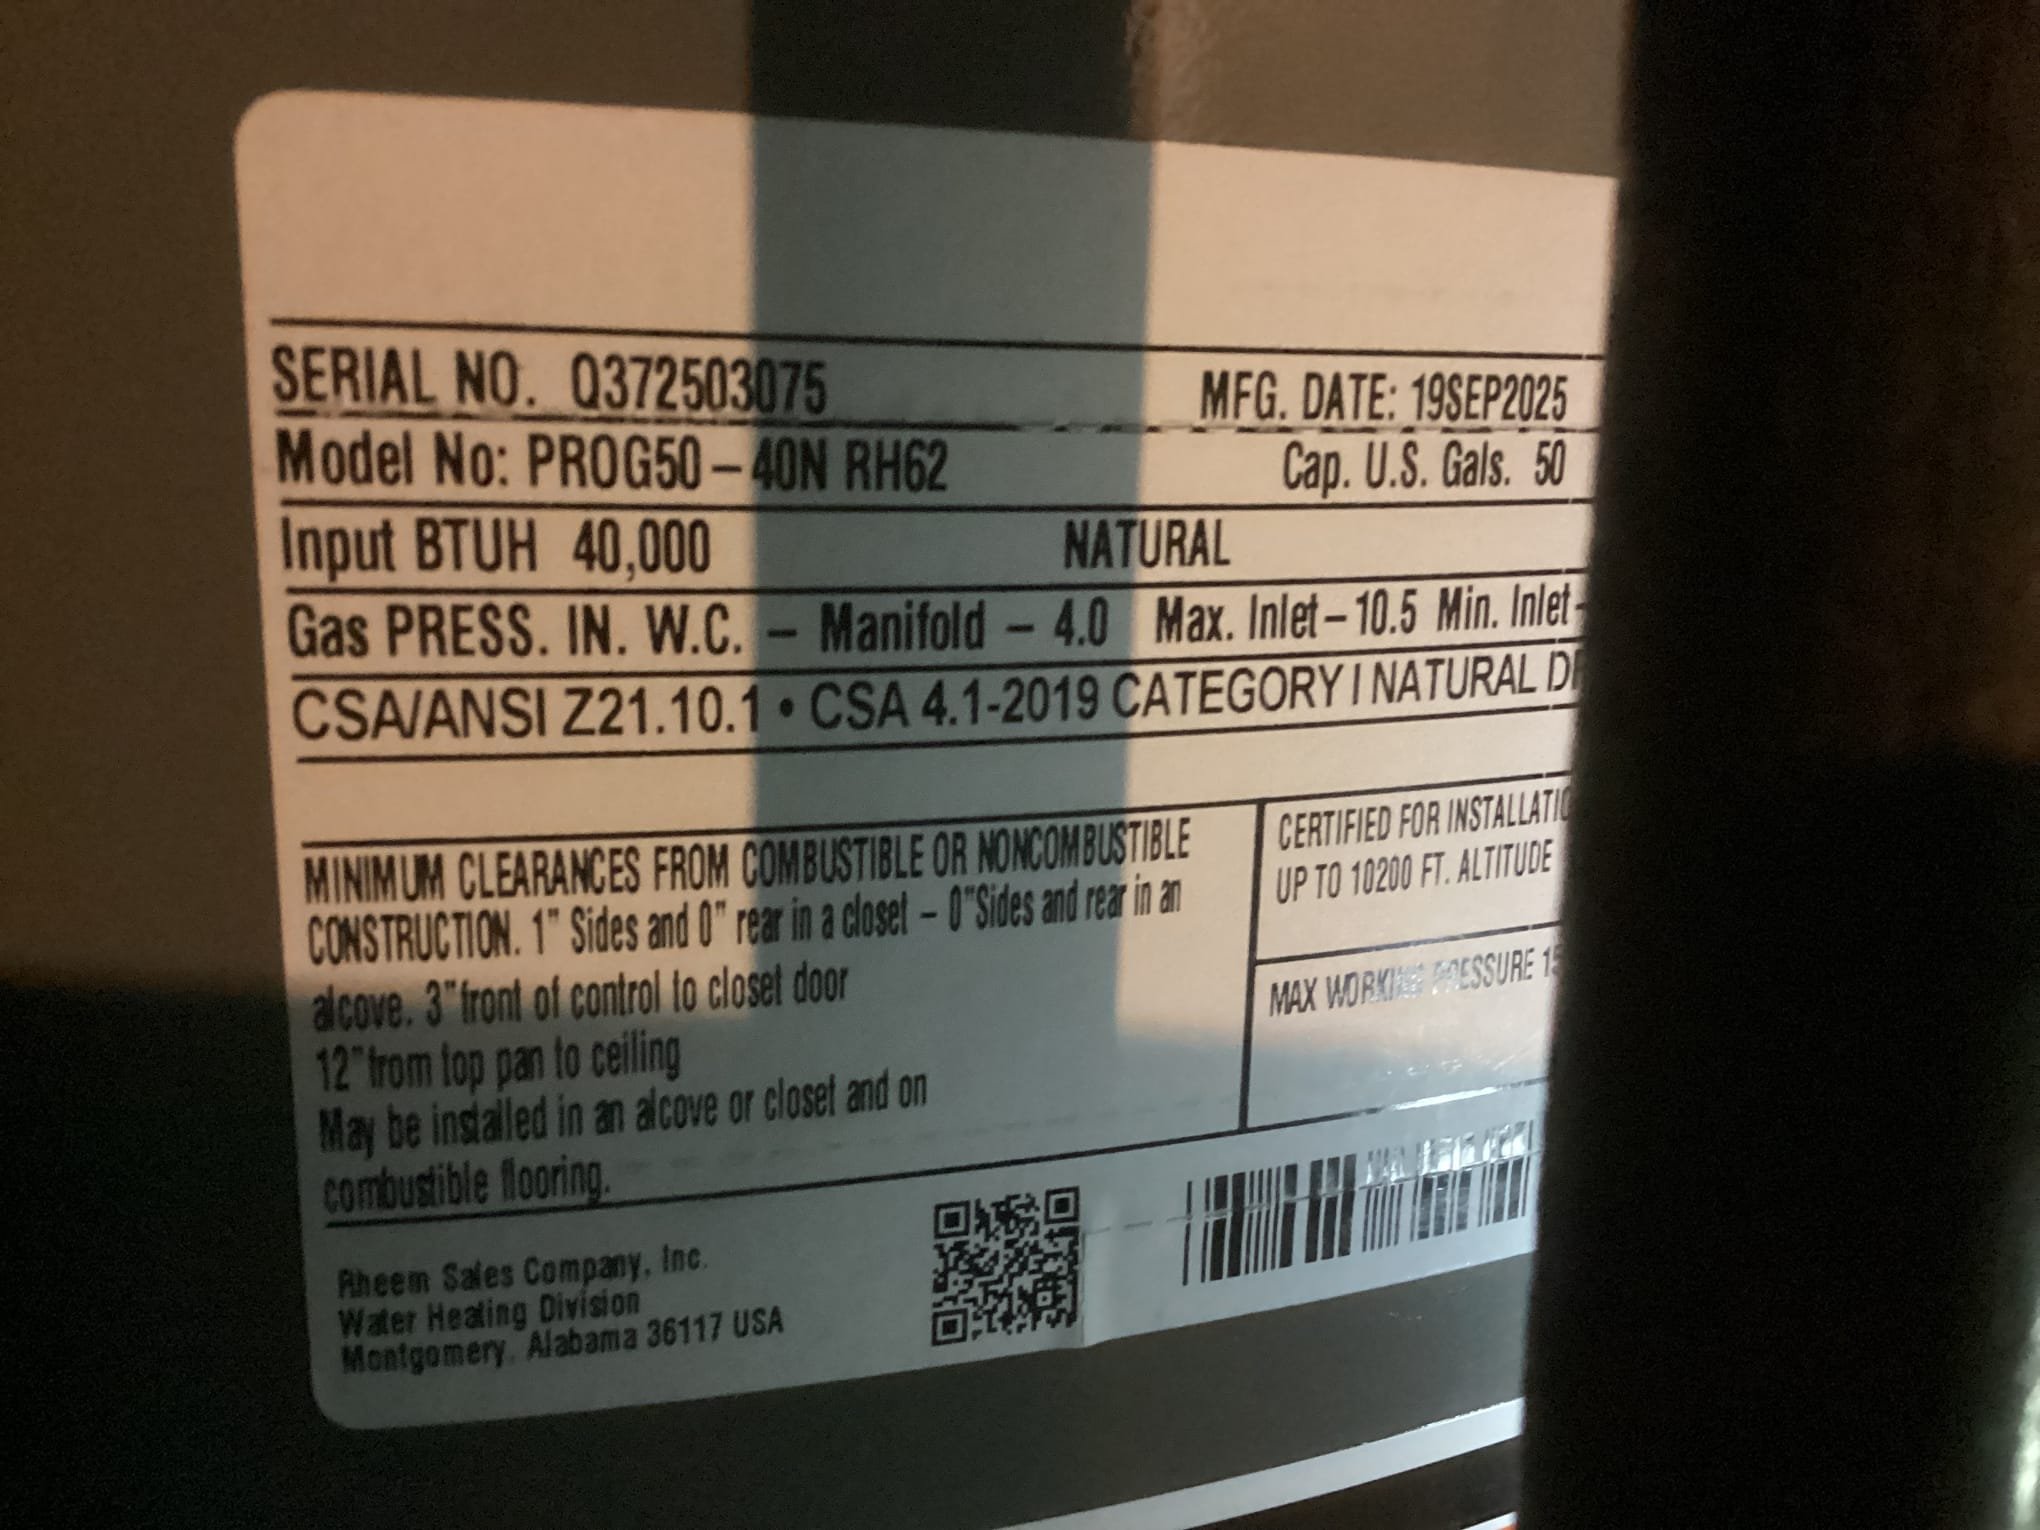 SERIAL NO. Q372503075 MFG. DATE: 19SEP2025
Model No: PROG50-40N RH62 Cap. U.S. Gals. 50
Input BTUH 40,000 NATURAL
Gas PRESS. IN. W.C. – Manifold – 4.0 Max. Inlet – 10.5 Min. Inlet-
CSA/ANSI Z21.10.1 • CSA 4.1-2019 CATEGORY I NATURAL
MINIMUM CLEARANCES FROM COMBUSTIBLE OR NONCOMBUSTIBLE
CONSTRUCTION. 1" Sides and 0" rear in a closet – 0"Sides and rear in an
alcove. 3"front of control to closet door
12"from top pan to ceiling
May be installed in an alcove or closet and on
combustible flooring.
CERTIFIED FOR INSTALLATIO
UP TO 10200 FT. ALTITUDE
MAX WORKING PRESSURE
Rheem Sales Company, Inc.
Water Heating Division
Montgomery, Alabama 36117 USA